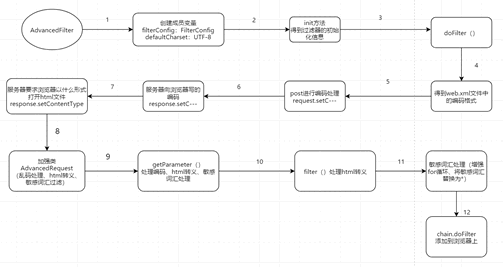 AdvancedFilter
1
创建成员变量
filterConfig：FilterConfig
defaultCharset：UTF-8
2
init方法
得到过滤器的初始
化信息
3
doFilter（）
4
得到web.xml文件中
的编码格式
5
post进行编码处理
request.setC···
6
服务器向浏览器写的
编码
response.setC···
7
服务器要求浏览器以什么形式
打开html文件
response.setContentType
8
加强类
AdvancedRequest
（乱码处理、html转义、
敏感词汇过滤）
9
getParameter（）
处理编码、html转义、敏感
词汇处理
10
filter（）处理html转义
11
敏感词汇处理（增强
for循环、将敏感词汇
替换为*）
12
chain.doFilter
添加到浏览器上